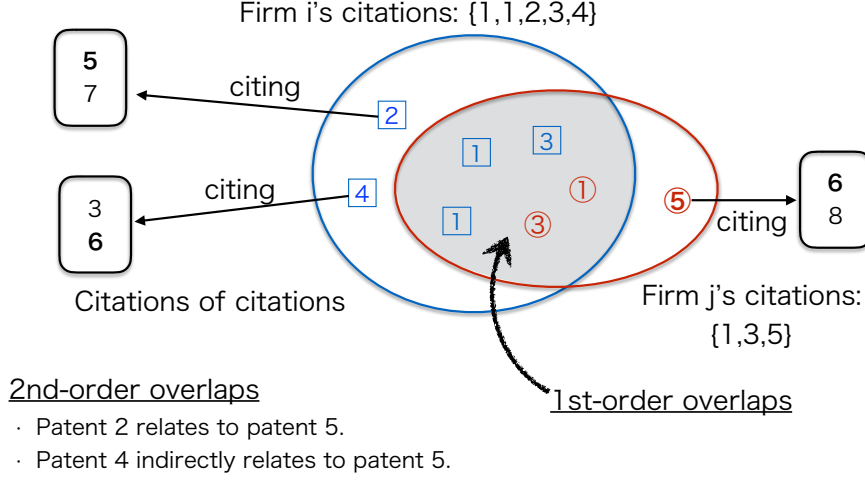 Firm i's citations: {1,1,2,3,4}
5
7
citing
2
1
3
3
6
citing
4
1
1
3
5
citing
6
8
Citations of citations
Firm j's citations:
{1,3,5}
2nd-order overlaps
· Patent 2 relates to patent 5.
· Patent 4 indirectly relates to patent 5.
1st-order overlaps